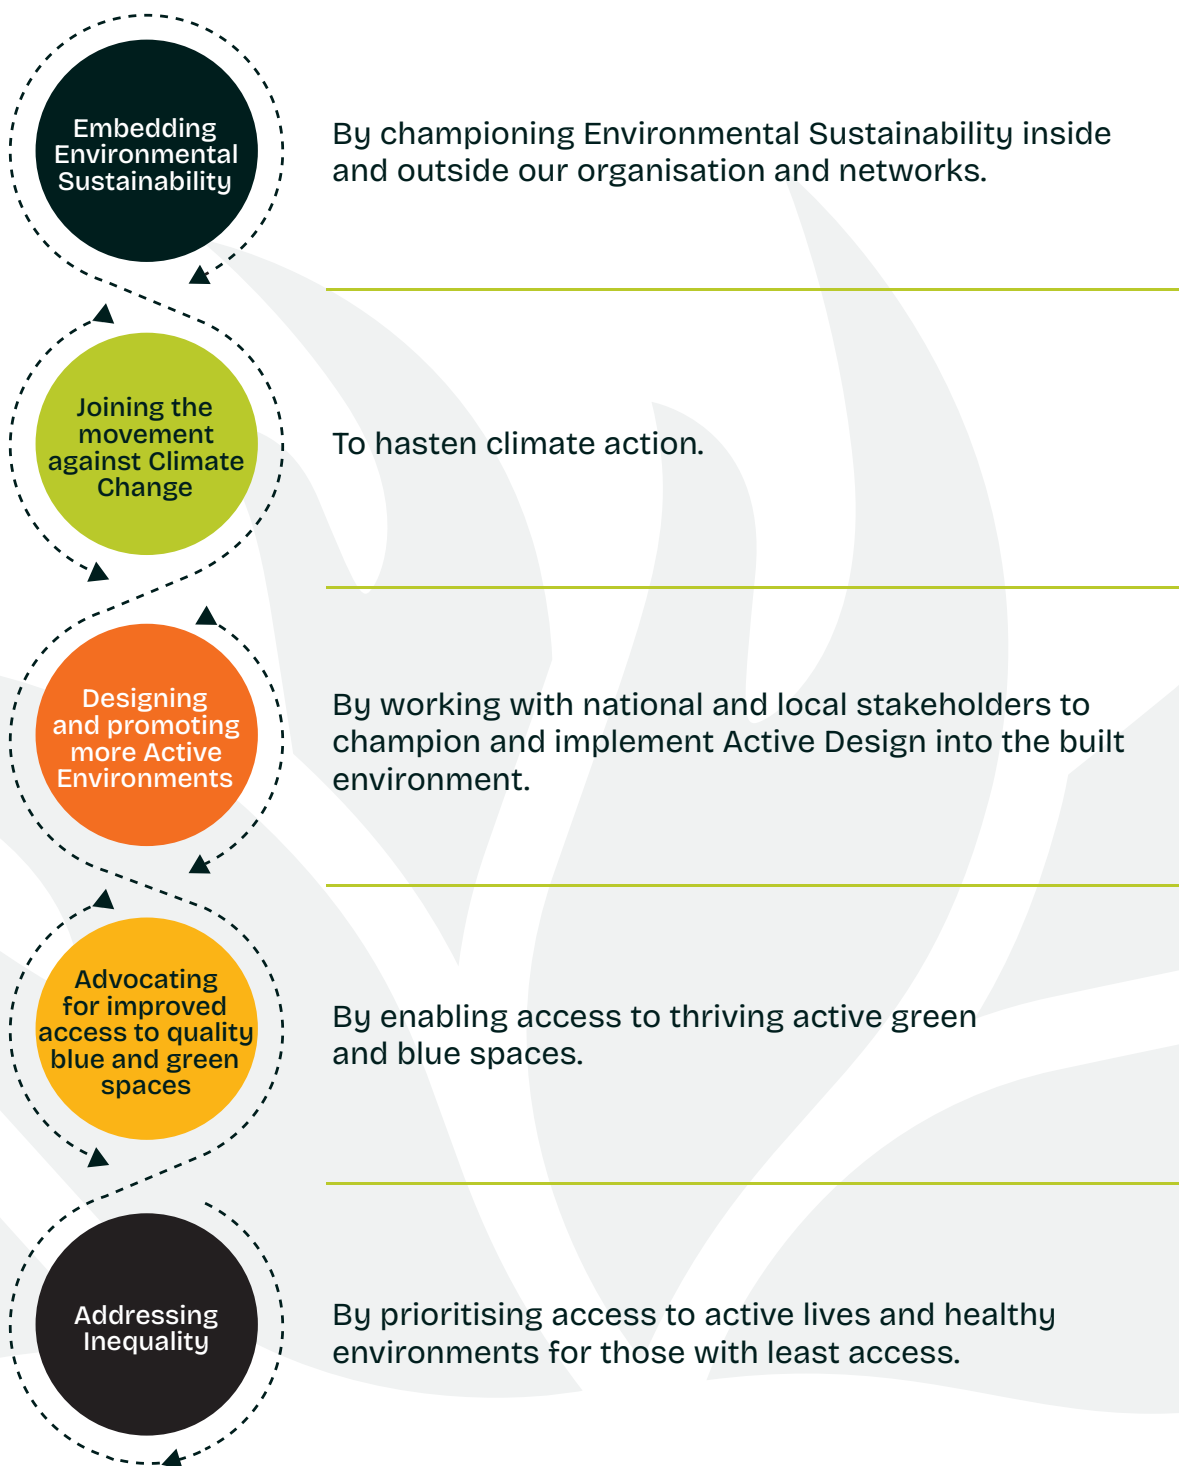 Embedding
Environmental
Sustainability
By championing Environmental Sustainability inside
and outside our organisation and networks.
Joining the
movement
against Climate
Change
To hasten climate action.
Designing
and promoting
more Active
Environments
By working with national and local stakeholders to
champion and implement Active Design into the built
environment.
Advocating
for improved
access to quality
blue and green
spaces
By enabling access to thriving active green
and blue spaces.
Addressing
Inequality
By prioritising access to active lives and healthy
environments for those with least access.